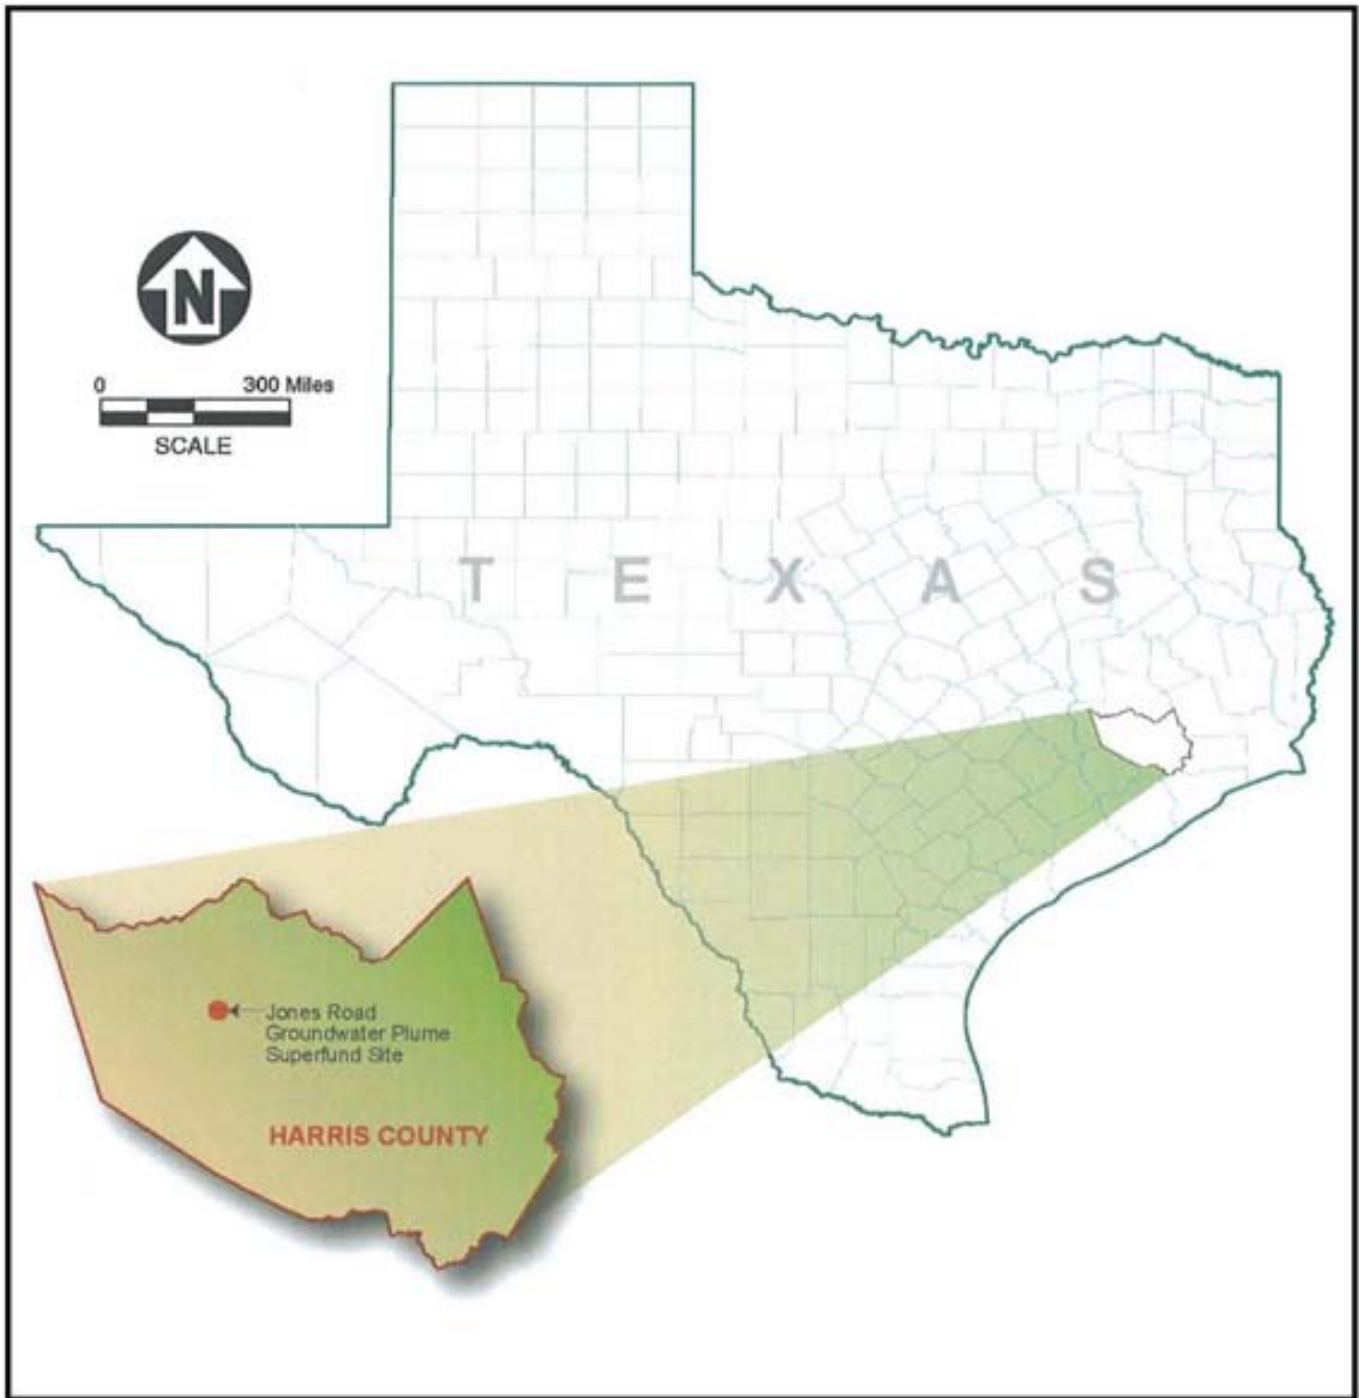 N
0 300 Miles
SCALE
T E X A S
Jones Road
Groundwater Plume
Superfund Site
HARRIS COUNTY